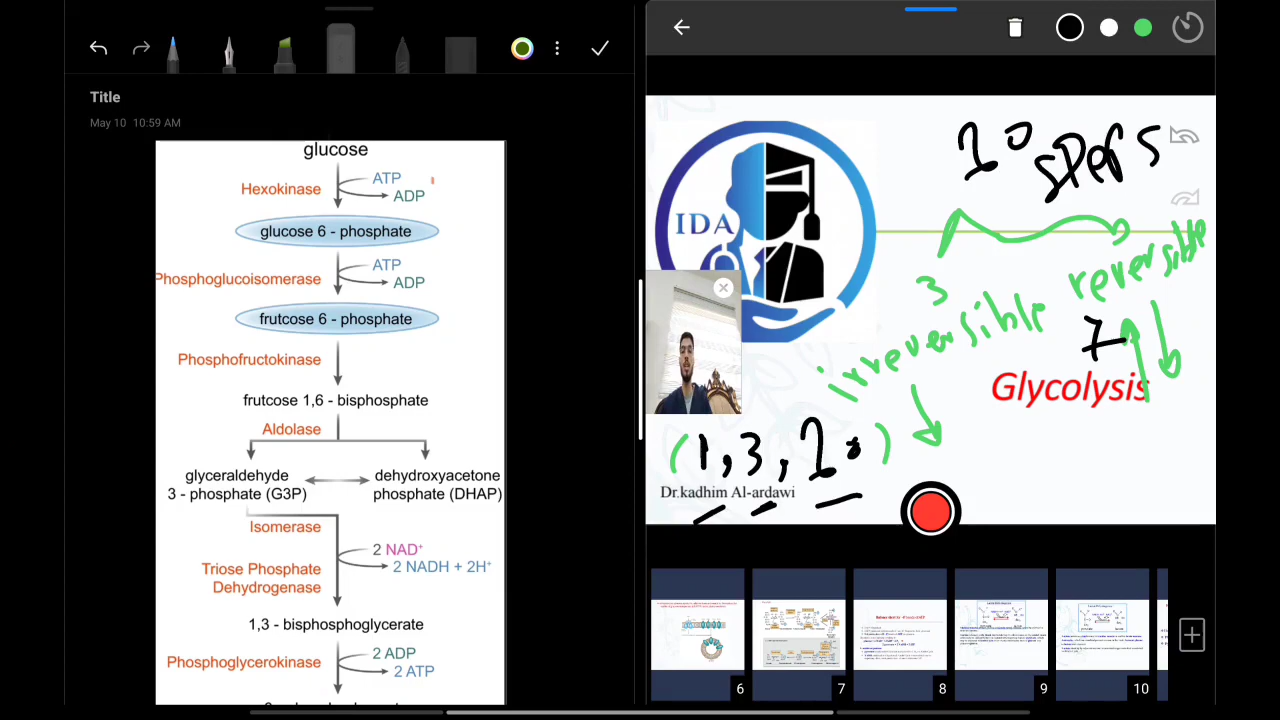 Title
May 10 10:59 AM
glucose
Hexokinase
ATP
ADP
glucose 6 - phosphate
Phosphoglucoisomerase
ATP
ADP
frutcose 6 - phosphate
Phosphofructokinase
frutcose 1,6 - bisphosphate
Aldolase
glyceraldehyde
3 - phosphate (G3P)
dehydroxyacetone
phosphate (DHAP)
Isomerase
2 NAD⁺
2 NADH + 2H⁺
Triose Phosphate
Dehydrogenase
1,3 - bisphosphoglycerate
Phosphoglycerokinase
2 ADP
2 ATP
10
steps
IDA
3
irreversible
reversible
7
Glycolysis
(1, 3, 10)
Dr.kadhim Al-ardawi
6
7
8
9
10